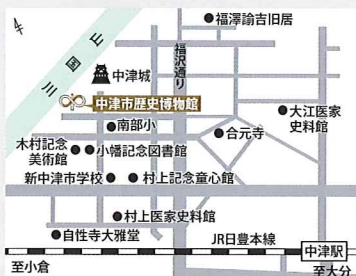 福澤諭吉旧居
三
国
山
福沢通り
中津城
中津市歴史博物館
大江医家
史料館
南部小
合元寺
木村記念
美術館
小幡記念図書館
新中津市学校
村上記念童心館
村上医家史料館
自性寺大雅堂
JR日豊本線
中津駅
至小倉
至大分